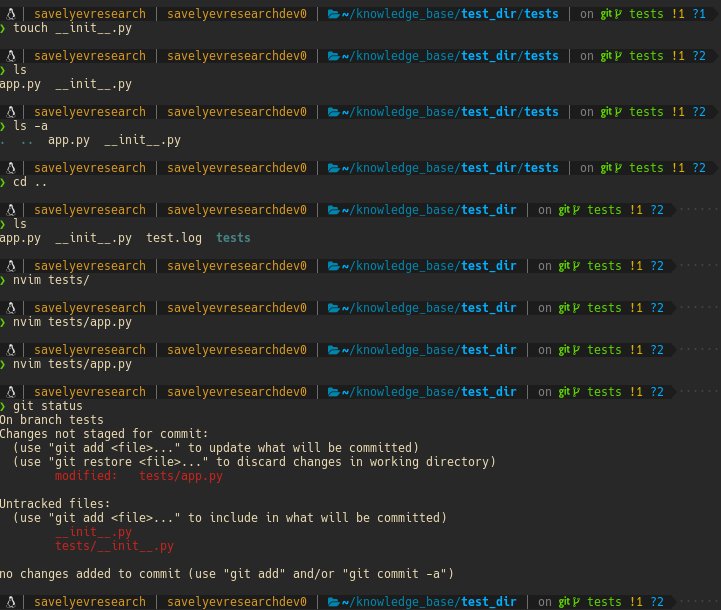 savelyevresearch | savelyevresearchdev0 | ~/knowledge_base/test_dir/tests | on git tests !1 ?1
❯ touch __init__.py
savelyevresearch | savelyevresearchdev0 | ~/knowledge_base/test_dir/tests | on git tests !1 ?2
❯ ls
app.py  __init__.py
savelyevresearch | savelyevresearchdev0 | ~/knowledge_base/test_dir/tests | on git tests !1 ?2
❯ ls -a
.  ..  app.py  __init__.py
savelyevresearch | savelyevresearchdev0 | ~/knowledge_base/test_dir/tests | on git tests !1 ?2
❯ cd ..
savelyevresearch | savelyevresearchdev0 | ~/knowledge_base/test_dir | on git tests !1 ?2
❯ ls
app.py  __init__.py  test.log  tests
savelyevresearch | savelyevresearchdev0 | ~/knowledge_base/test_dir | on git tests !1 ?2
❯ nvim tests/
savelyevresearch | savelyevresearchdev0 | ~/knowledge_base/test_dir | on git tests !1 ?2
❯ nvim tests/app.py
savelyevresearch | savelyevresearchdev0 | ~/knowledge_base/test_dir | on git tests !1 ?2
❯ nvim tests/app.py
savelyevresearch | savelyevresearchdev0 | ~/knowledge_base/test_dir | on git tests !1 ?2
❯ git status
On branch tests
Changes not staged for commit:
  (use "git add <file>..." to update what will be committed)
  (use "git restore <file>..." to discard changes in working directory)
        modified:   tests/app.py
Untracked files:
  (use "git add <file>..." to include in what will be committed)
        __init__.py
        tests/__init__.py
no changes added to commit (use "git add" and/or "git commit -a")
savelyevresearch | savelyevresearchdev0 | ~/knowledge_base/test_dir | on git tests !1 ?2